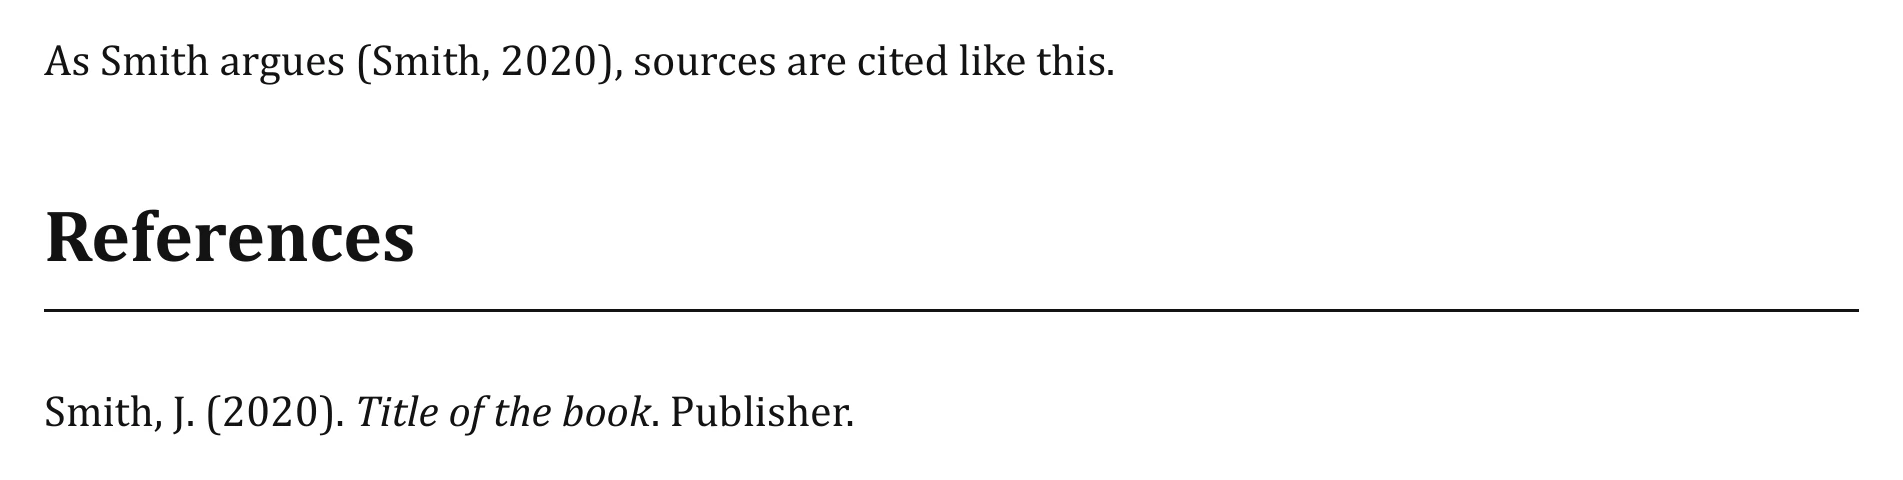 As Smith argues (Smith, 2020), sources are cited like this.
References
Smith, J. (2020). Title of the book. Publisher.